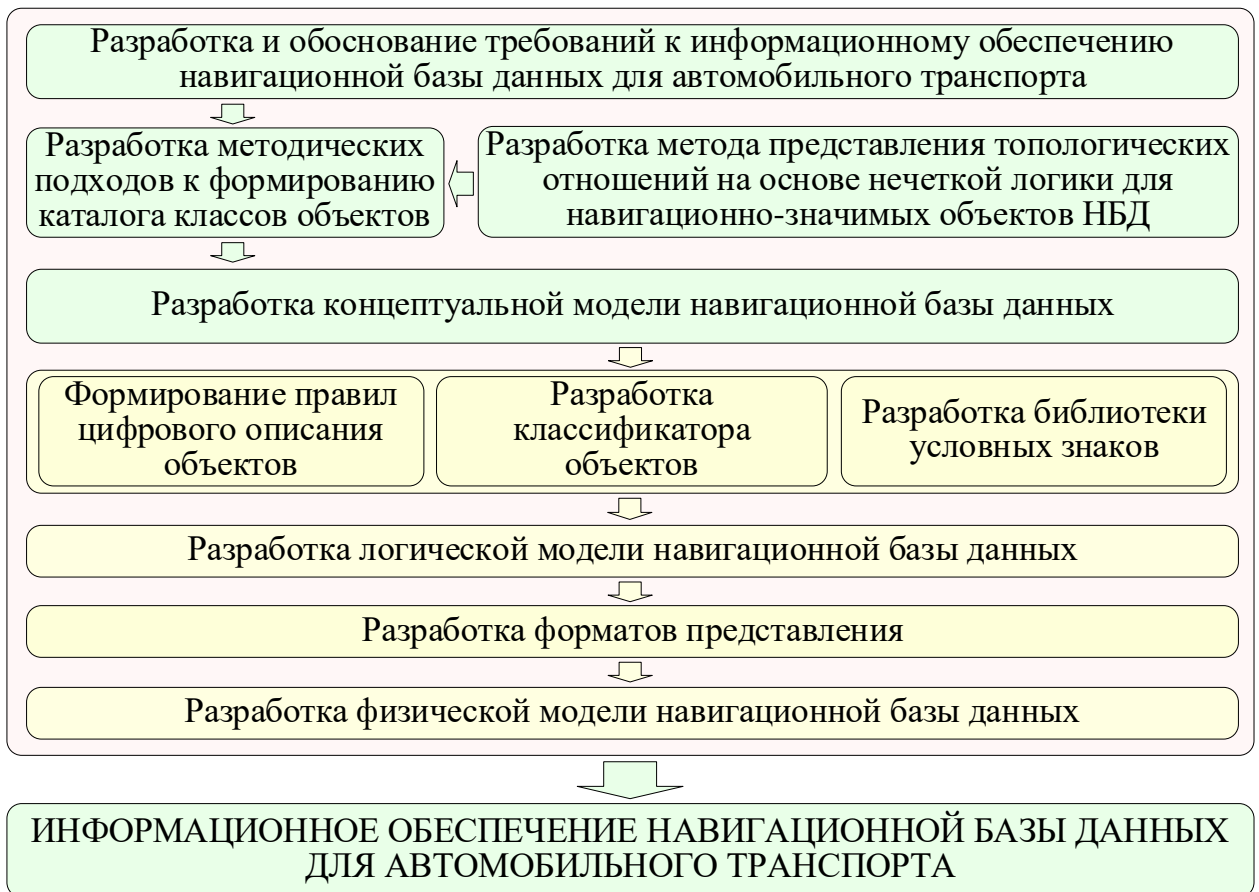 Разработка и обоснование требований к информационному обеспечению
навигационной базы данных для автомобильного транспорта
Разработка методических
подходов к формированию
каталога классов объектов
Разработка метода представления топологических
отношений на основе нечеткой логики для
навигационно-значимых объектов НБД
Разработка концептуальной модели навигационной базы данных
Формирование правил
цифрового описания
объектов
Разработка
классификатора
объектов
Разработка библиотеки
условных знаков
Разработка логической модели навигационной базы данных
Разработка форматов представления
Разработка физической модели навигационной базы данных
ИНФОРМАЦИОННОЕ ОБЕСПЕЧЕНИЕ НАВИГАЦИОННОЙ БАЗЫ ДАННЫХ
ДЛЯ АВТОМОБИЛЬНОГО ТРАНСПОРТА